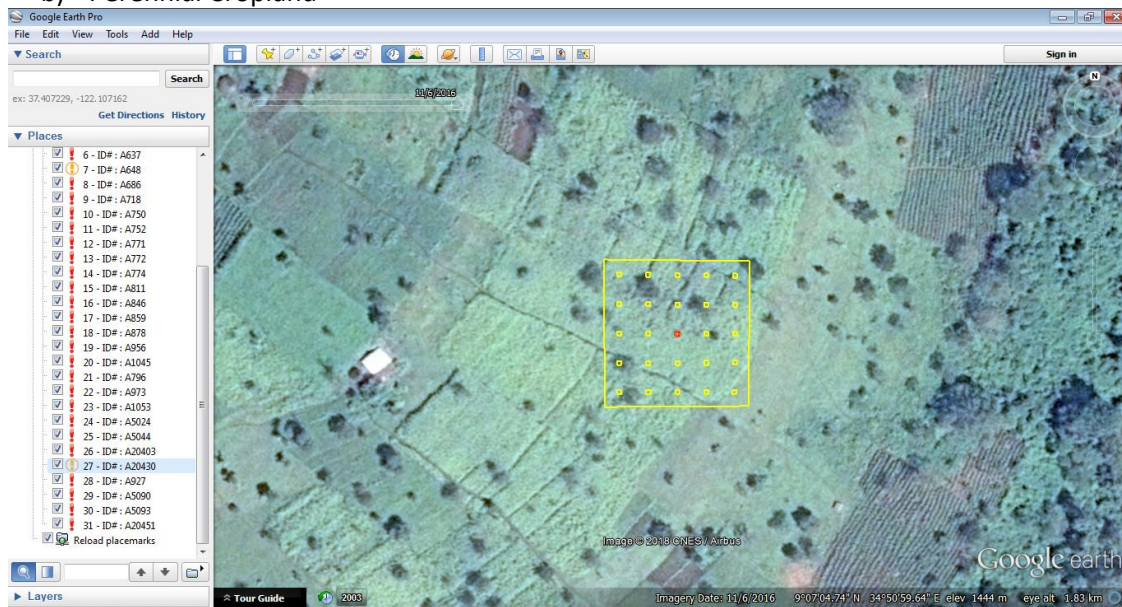 b) Perennial Cropland
Google Earth Pro
File Edit View Tools Add Help
▼ Search
Sign in
Search
ex: 37.407229, -122.107162
Get Directions History
11/6/2016
N
▼ Places
6 - ID# : A637
7 - ID# : A648
8 - ID# : A686
9 - ID# : A718
10 - ID# : A750
11 - ID# : A752
12 - ID# : A771
13 - ID# : A772
14 - ID# : A774
15 - ID# : A811
16 - ID# : A846
17 - ID# : A859
18 - ID# : A878
19 - ID# : A956
20 - ID# : A1045
21 - ID# : A796
22 - ID# : A973
23 - ID# : A1053
24 - ID# : A5024
25 - ID# : A5044
26 - ID# : A20403
27 - ID# : A20430
28 - ID# : A927
29 - ID# : A5090
30 - ID# : A5093
31 - ID# : A20451
Reload placemarks
Image © 2018 CNES / Airbus
Google earth
▶ Layers
Tour Guide
2003
Imagery Date: 11/6/2016 9°07'04.74" N 34°50'59.64" E elev 1444 m eye alt 1.83 km